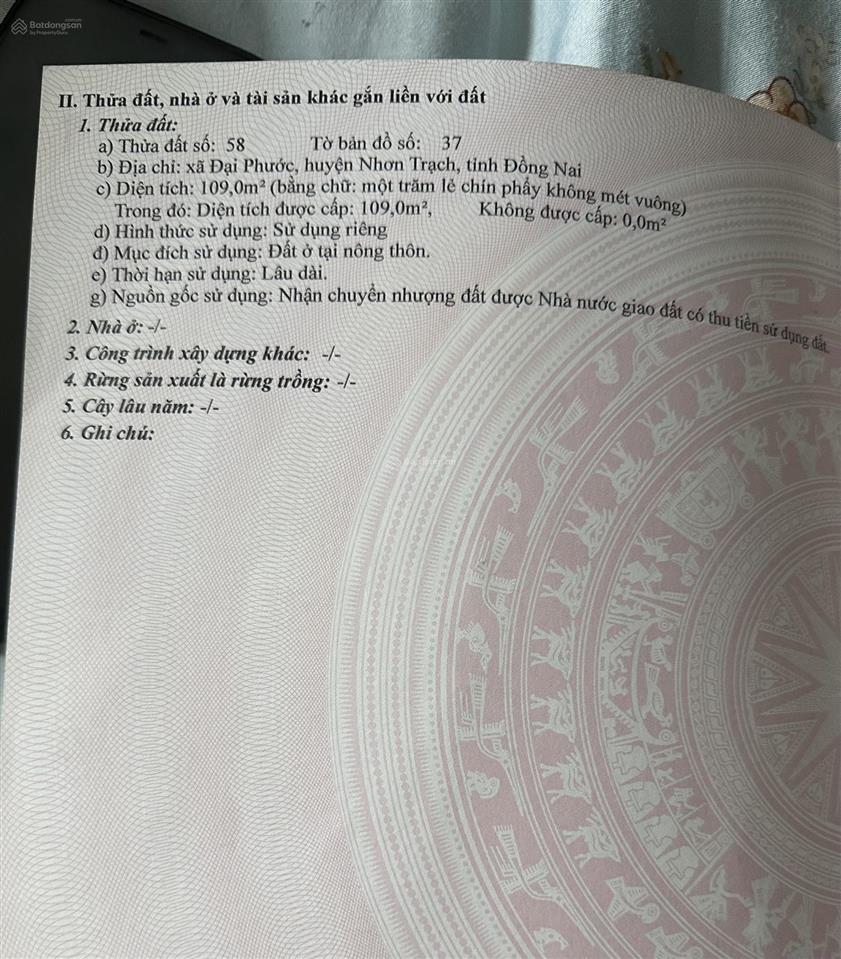 Batdongsan
by PropertyGuru
II. Thửa đất, nhà ở và tài sản khác gắn liền với đất
1. Thửa đất:
a) Thửa đất số: 58 Tờ bản đồ số: 37
b) Địa chỉ: xã Đại Phước, huyện Nhơn Trạch, tỉnh Đồng Nai
c) Diện tích: 109,0m² (bằng chữ: một trăm lẻ chín phẩy không mét vuông)
Trong đó: Diện tích được cấp: 109,0m², Không được cấp: 0,0m²
d) Hình thức sử dụng: Sử dụng riêng
đ) Mục đích sử dụng: Đất ở tại nông thôn.
e) Thời hạn sử dụng: Lâu dài.
g) Nguồn gốc sử dụng: Nhận chuyển nhượng đất được Nhà nước giao đất có thu tiền sử dụng đất.
2. Nhà ở: -/-
3. Công trình xây dựng khác: -/-
4. Rừng sản xuất là rừng trồng: -/-
5. Cây lâu năm: -/-
6. Ghi chú: